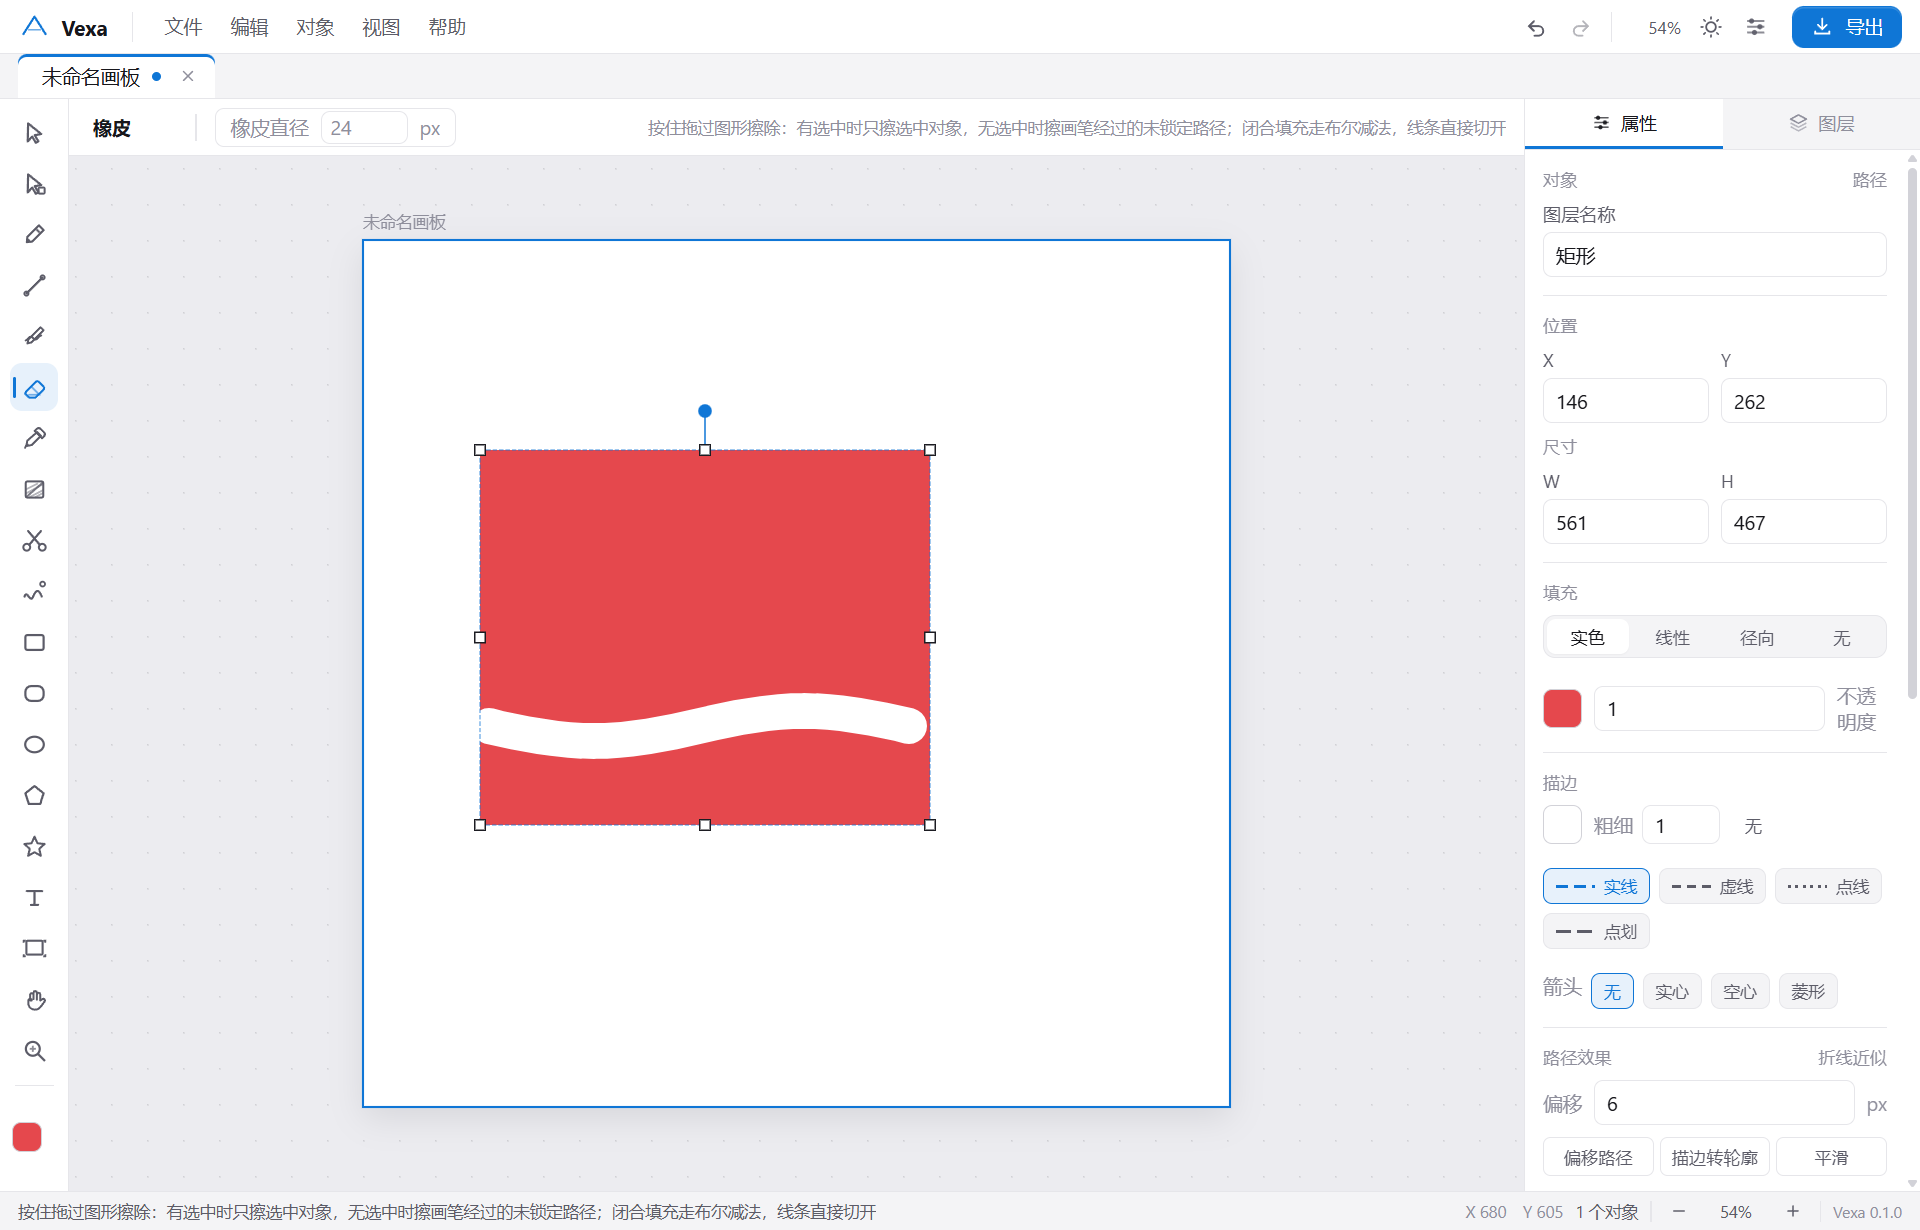 Vexa 文件 编辑 对象 视图 帮助 54% 导出
未命名画板
橡皮 橡皮直径 24 px 按住拖过图形擦除：有选中时只擦选中对象，无选中时擦画笔经过的未锁定路径；闭合填充走布尔减法，线条直接切开
属性 图层
未命名画板
对象 路径
图层名称
矩形
位置
X Y
146 262
尺寸
W H
561 467
填充
实色 线性 径向 无
1 不透明度
描边
粗细 1 无
实线 虚线 点线
点划
箭头 无 实心 空心 菱形
路径效果 折线近似
偏移 6 px
偏移路径 描边转轮廓 平滑
按住拖过图形擦除：有选中时只擦选中对象，无选中时擦画笔经过的未锁定路径；闭合填充走布尔减法，线条直接切开 X 680 Y 605 1 个对象 54% Vexa 0.1.0